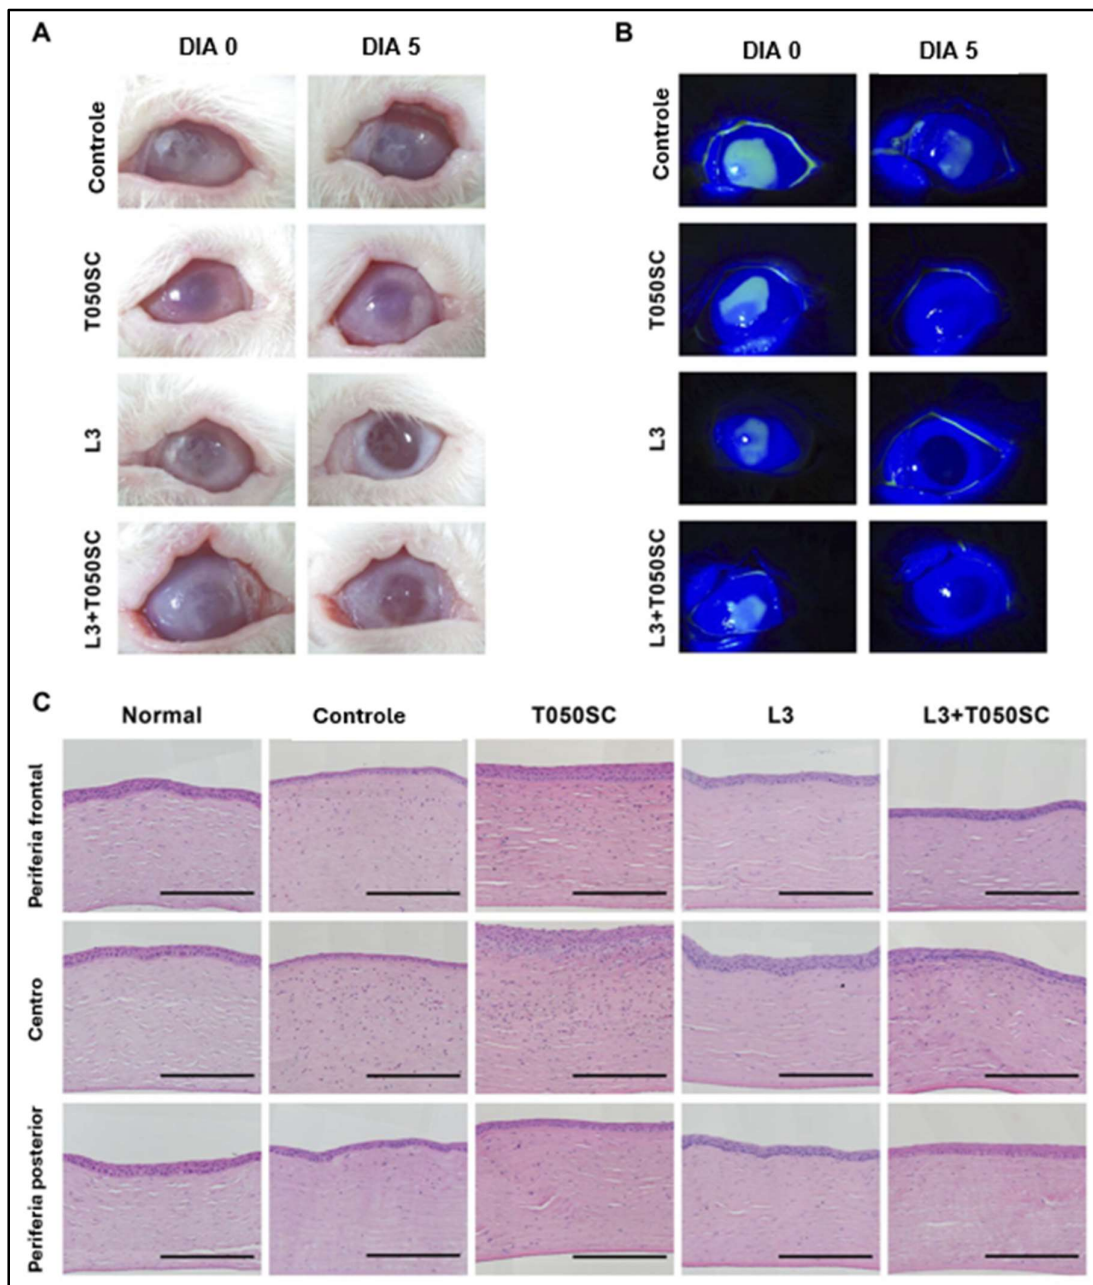 A
DIA 0 DIA 5
Controle
T050SC
L3
L3+T050SC
B
DIA 0 DIA 5
Controle
T050SC
L3
L3+T050SC
C
Normal Controle T050SC L3 L3+T050SC
Periferia frontal
Centro
Periferia posterior